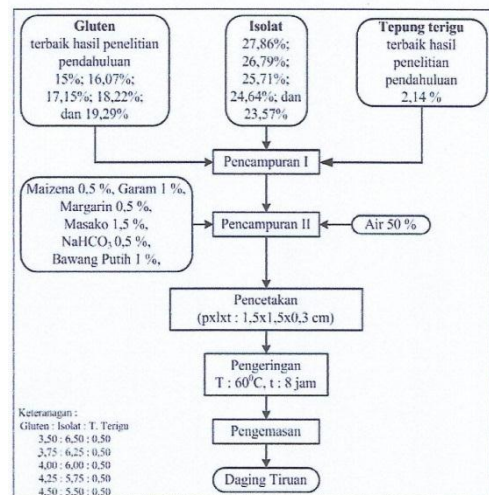 Gluten
terbaik hasil penelitian
pendahuluan
15%; 16,07%;
17,15%; 18,22%;
dan 19,29%
Isolat
27,86%;
26,79%;
25,71%;
24,64%; dan
23,57%
Tepung terigu
terbaik hasil
penelitian
pendahuluan
2,14 %
Pencampuran I
Maizena 0,5 %, Garam 1 %,
Margarin 0,5 %,
Masako 1,5 %,
NaHCO3 0,5 %,
Bawang Putih 1 %,
Pencampuran II
Air 50 %
Pencetakan
(pxlxt : 1,5x1,5x0,3 cm)
Pengeringan
T : 60⁰C, t : 8 jam
Pengemasan
Daging Tiruan
Keteranagan :
Gluten : Isolat : T. Terigu
3,50 : 6,50 : 0,50
3,75 : 6,25 : 0,50
4,00 : 6,00 : 0,50
4,25 : 5,75 : 0,50
4,50 : 5,50 : 0,50